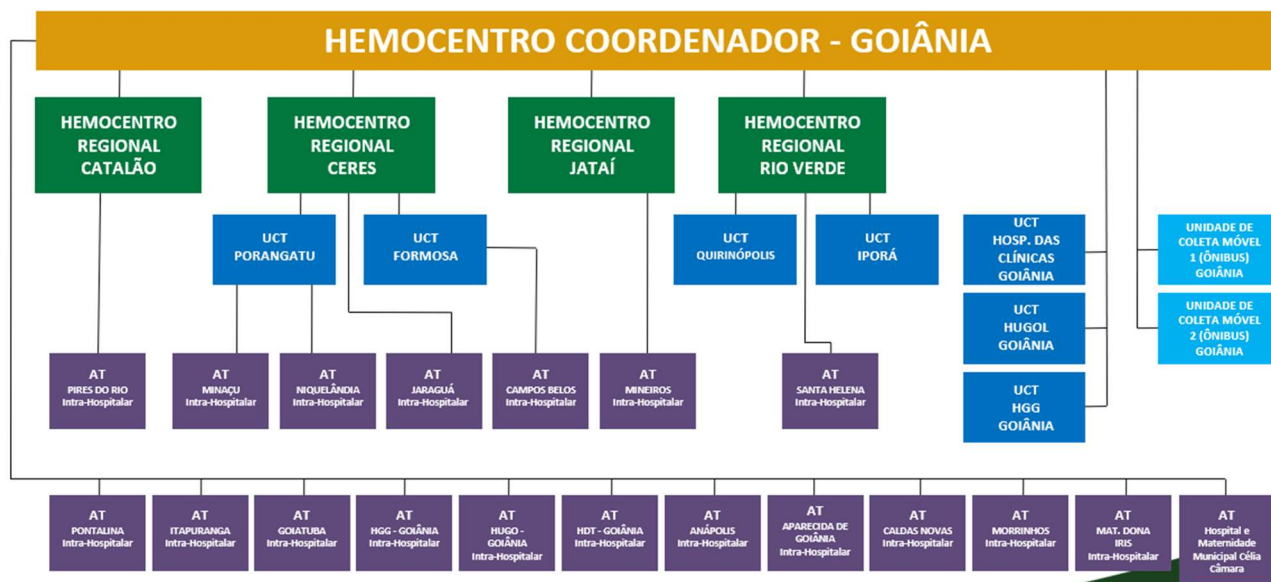 HEMOCENTRO COORDENADOR - GOIÂNIA
HEMOCENTRO
REGIONAL
CATALÃO
HEMOCENTRO
REGIONAL
CERES
HEMOCENTRO
REGIONAL
JATAÍ
HEMOCENTRO
REGIONAL
RIO VERDE
UCT
PORANGATU
UCT
FORMOSA
UCT
QUIRINÓPOLIS
UCT
IPORÁ
UCT
HOSP. DAS
CLÍNICAS
GOIÂNIA
UNIDADE DE
COLETA MÓVEL
1 (ÔNIBUS)
GOIÂNIA
UCT
HUGOL
GOIÂNIA
UNIDADE DE
COLETA MÓVEL
2 (ÔNIBUS)
GOIÂNIA
AT
PIRES DO RIO
Intra-Hospitalar
AT
MINAÇU
Intra-Hospitalar
AT
NIQUELÂNDIA
Intra-Hospitalar
AT
JARAGUÁ
Intra-Hospitalar
AT
CAMPOS BELOS
Intra-Hospitalar
AT
MINEIROS
Intra-Hospitalar
AT
SANTA HELENA
Intra-Hospitalar
UCT
HGG
GOIÂNIA
AT
PONTALINA
Intra-Hospitalar
AT
ITAPURANGA
Intra-Hospitalar
AT
GOIATUBA
Intra-Hospitalar
AT
HGG - GOIÂNIA
Intra-Hospitalar
AT
HUGO -
GOIÂNIA
Intra-Hospitalar
AT
HDT - GOIÂNIA
Intra-Hospitalar
AT
ANÁPOLIS
Intra-Hospitalar
AT
APARECIDA DE
GOIÂNIA
Intra-Hospitalar
AT
CALDAS NOVAS
Intra-Hospitalar
AT
MORRINHOS
Intra-Hospitalar
AT
MAT. DONA
IRIS
Intra-Hospitalar
AT
Hospital e
Maternidade
Municipal Célia
Câmara